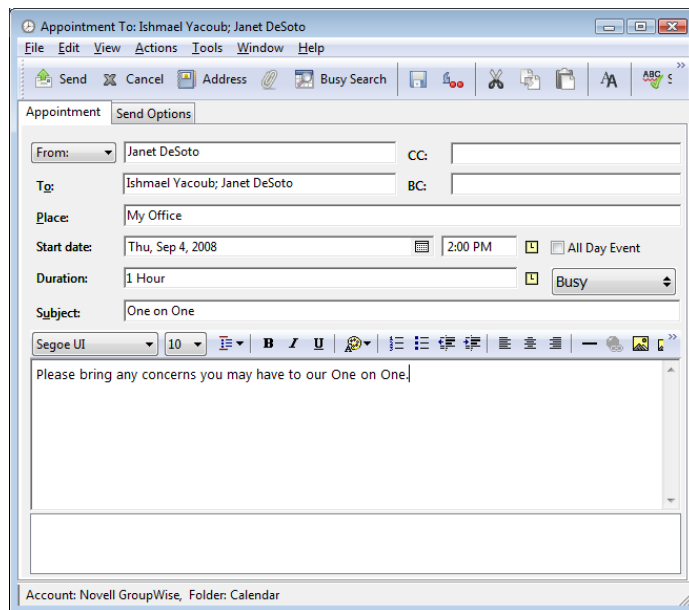 Appointment To: Ishmael Yacoub; Janet DeSoto
File Edit View Actions Tools Window Help
Send Cancel Address Busy Search ABC S
Appointment Send Options
From: Janet DeSoto CC:
To: Ishmael Yacoub; Janet DeSoto BC:
Place: My Office
Start date: Thu, Sep 4, 2008 2:00 PM All Day Event
Duration: 1 Hour Busy
Subject: One on One
Segoe UI 10 B I U
Please bring any concerns you may have to our One on One.
Account: Novell GroupWise, Folder: Calendar